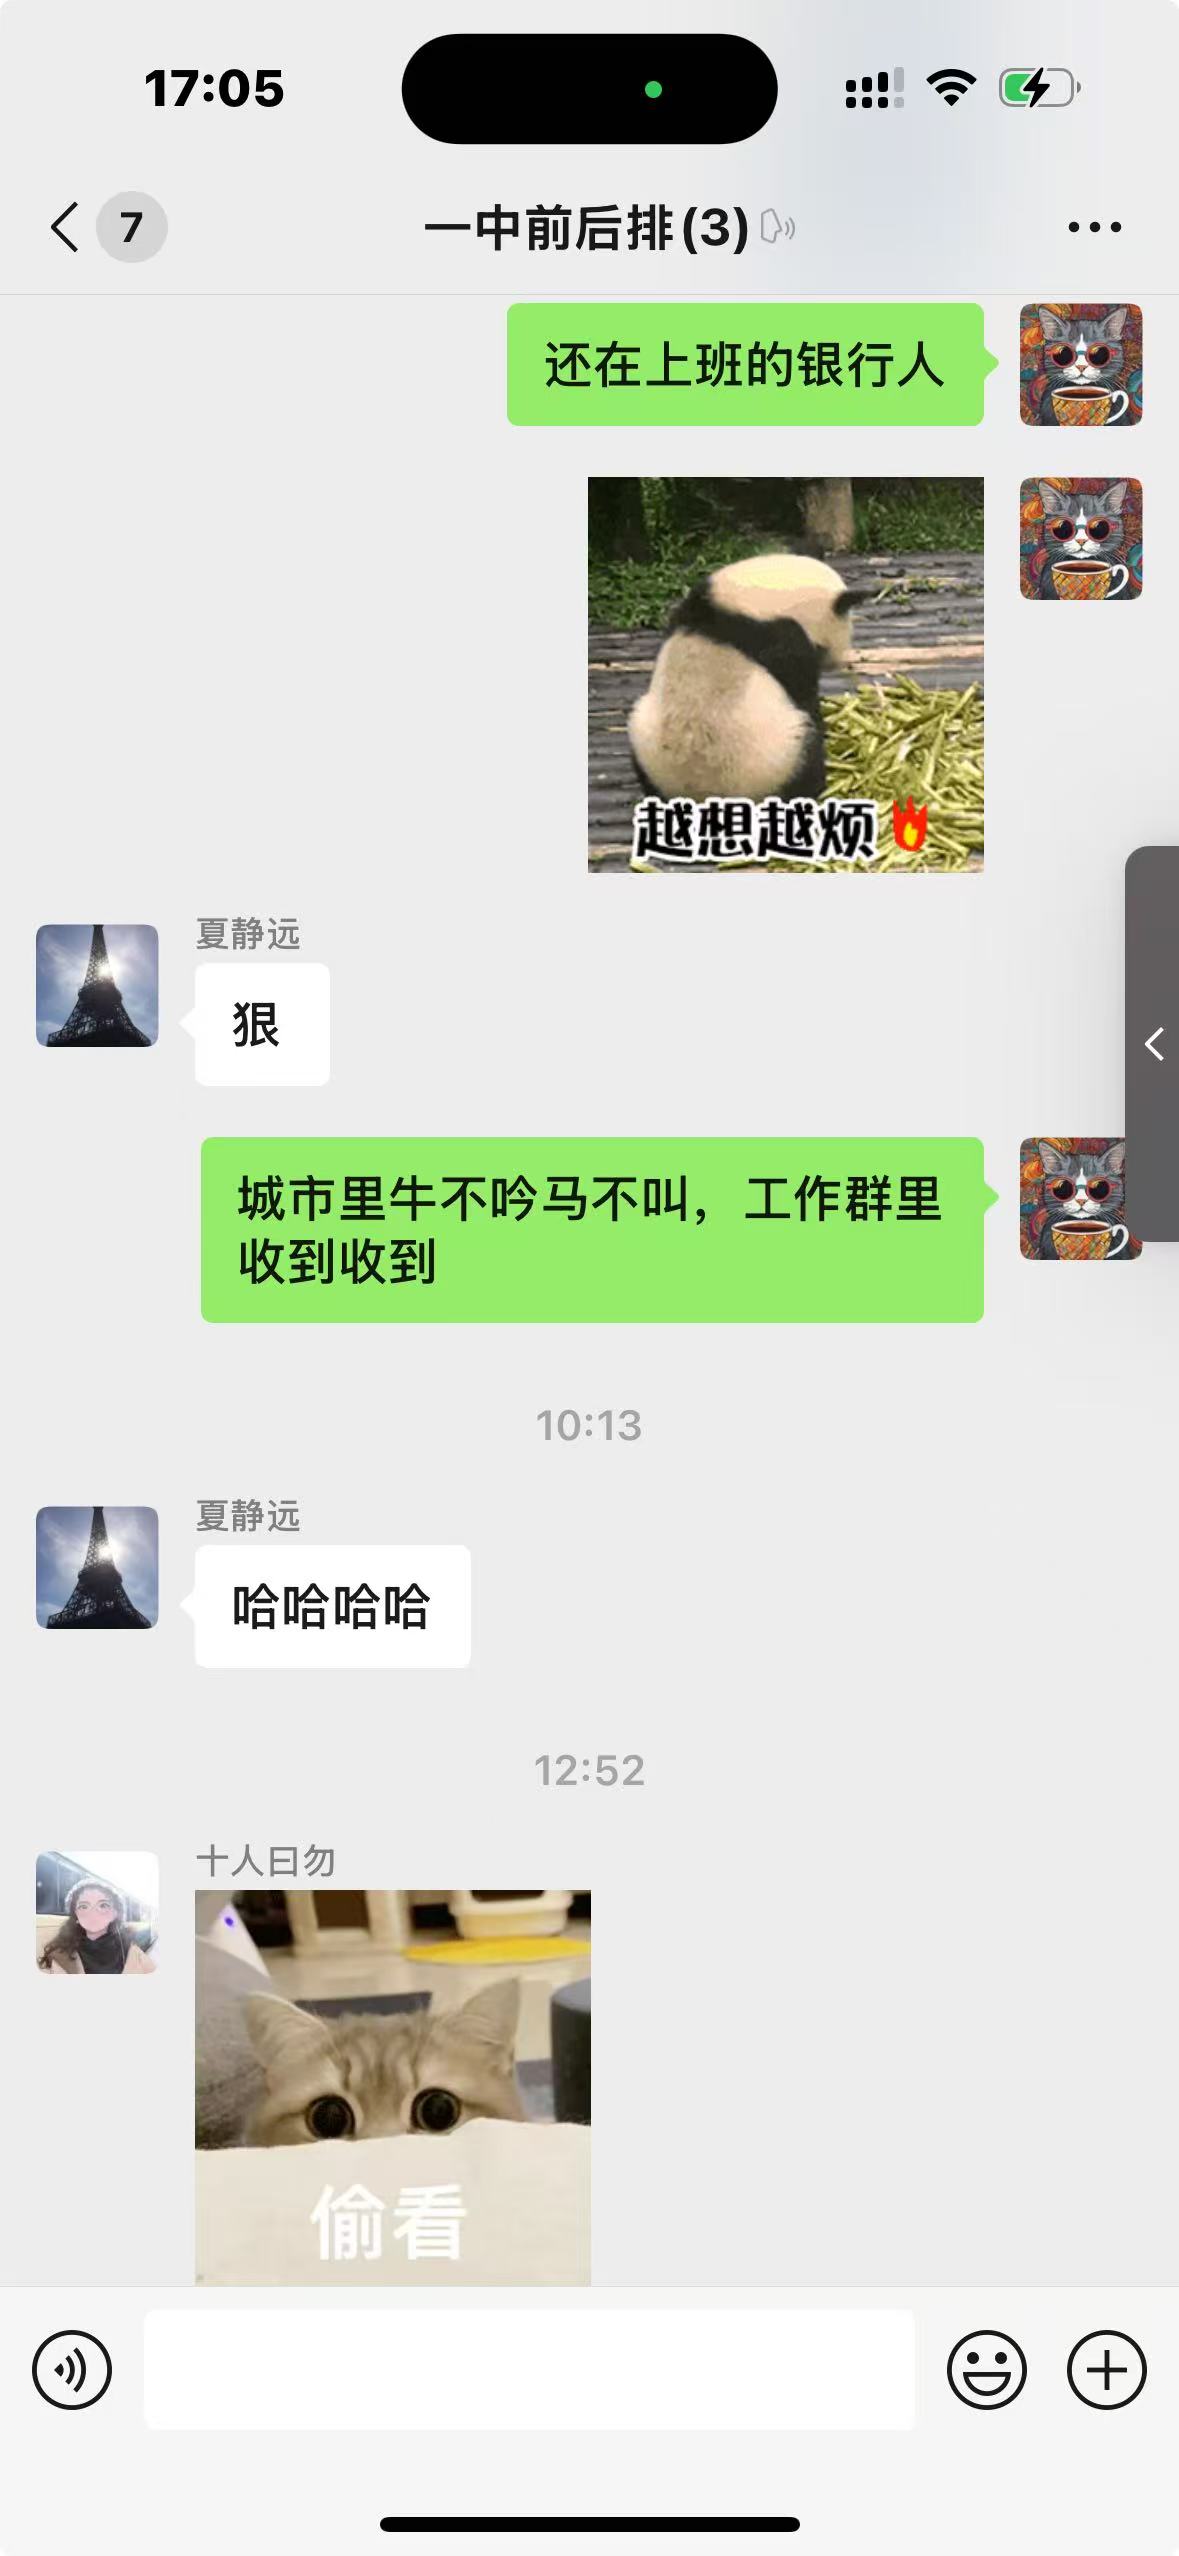 17:05
7
一中前后排(3)
还在上班的银行人
越想越烦
夏静远
狠
城市里牛不吟马不叫，工作群里
收到收到
10:13
夏静远
哈哈哈哈
12:52
十人曰勿
偷看